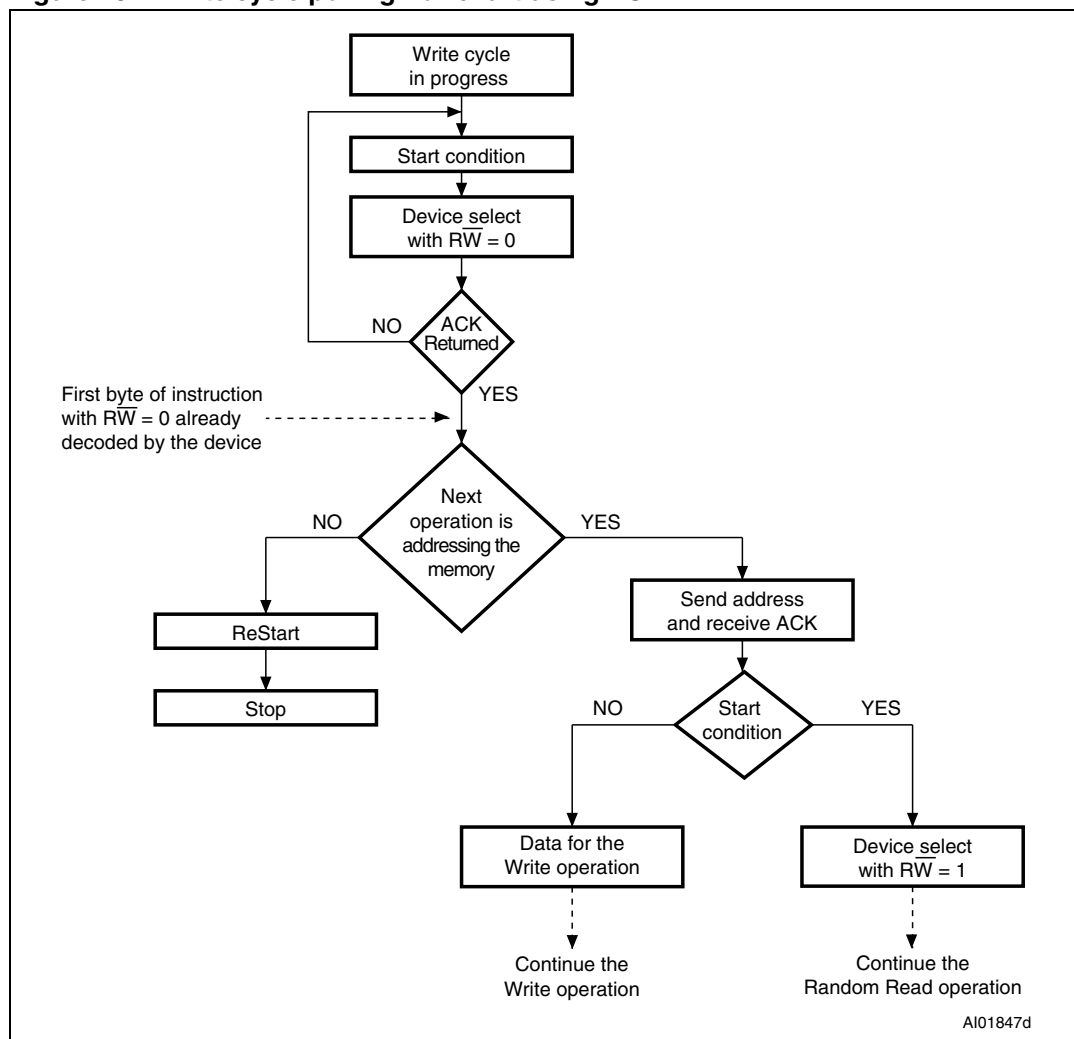 Write cycle
in progress
Start condition
Device select
with RW̅ = 0
NO
ACK
Returned
YES
First byte of instruction
with RW̅ = 0 already
decoded by the device
Next
operation is
addressing the
memory
NO
YES
ReStart
Stop
Send address
and receive ACK
NO
Start
condition
YES
Data for the
Write operation
Device select
with RW̅ = 1
Continue the
Write operation
Continue the
Random Read operation
AI01847d